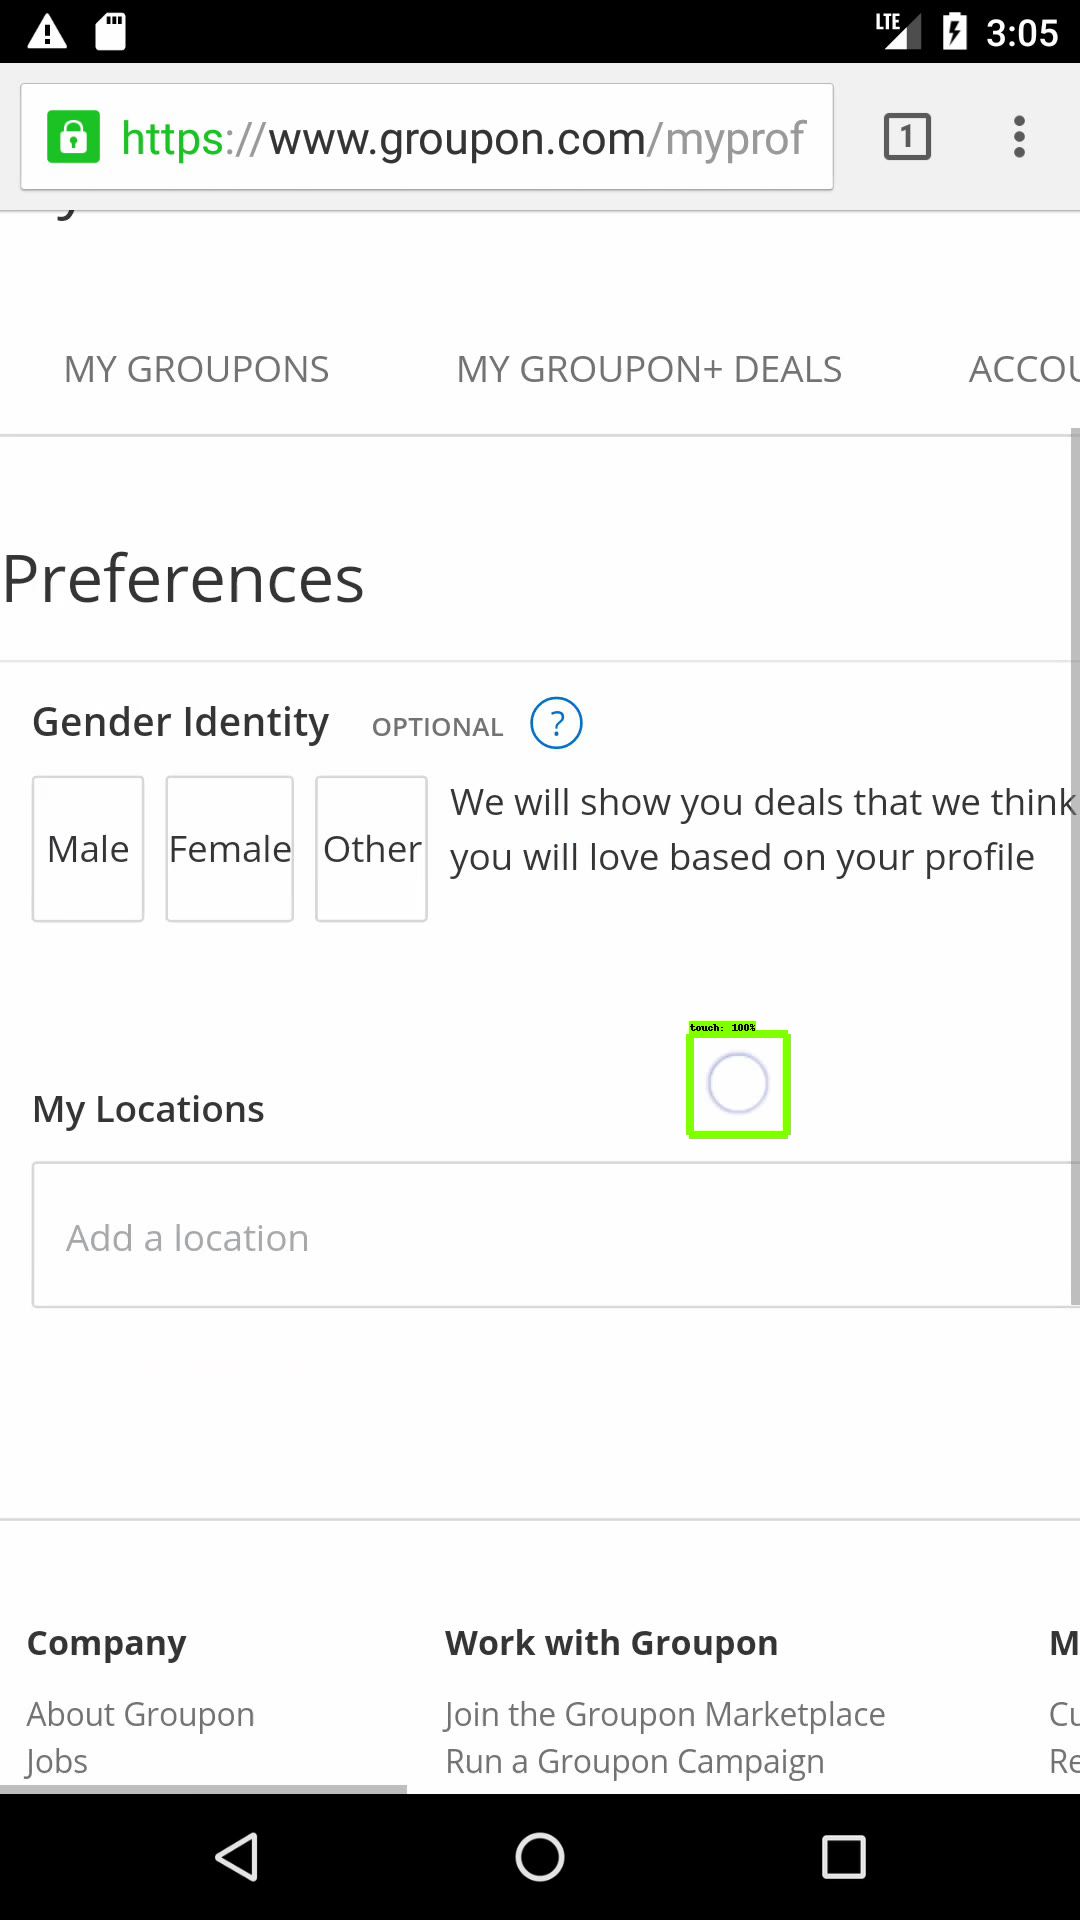 LTE 3:05
https://www.groupon.com/myprof 1
MY GROUPONS MY GROUPON+ DEALS ACCOU
Preferences
Gender Identity OPTIONAL ?
Male Female Other We will show you deals that we think
you will love based on your profile
touch: 100%
My Locations
Add a location
Company Work with Groupon M
About Groupon Join the Groupon Marketplace Cu
Jobs Run a Groupon Campaign Re